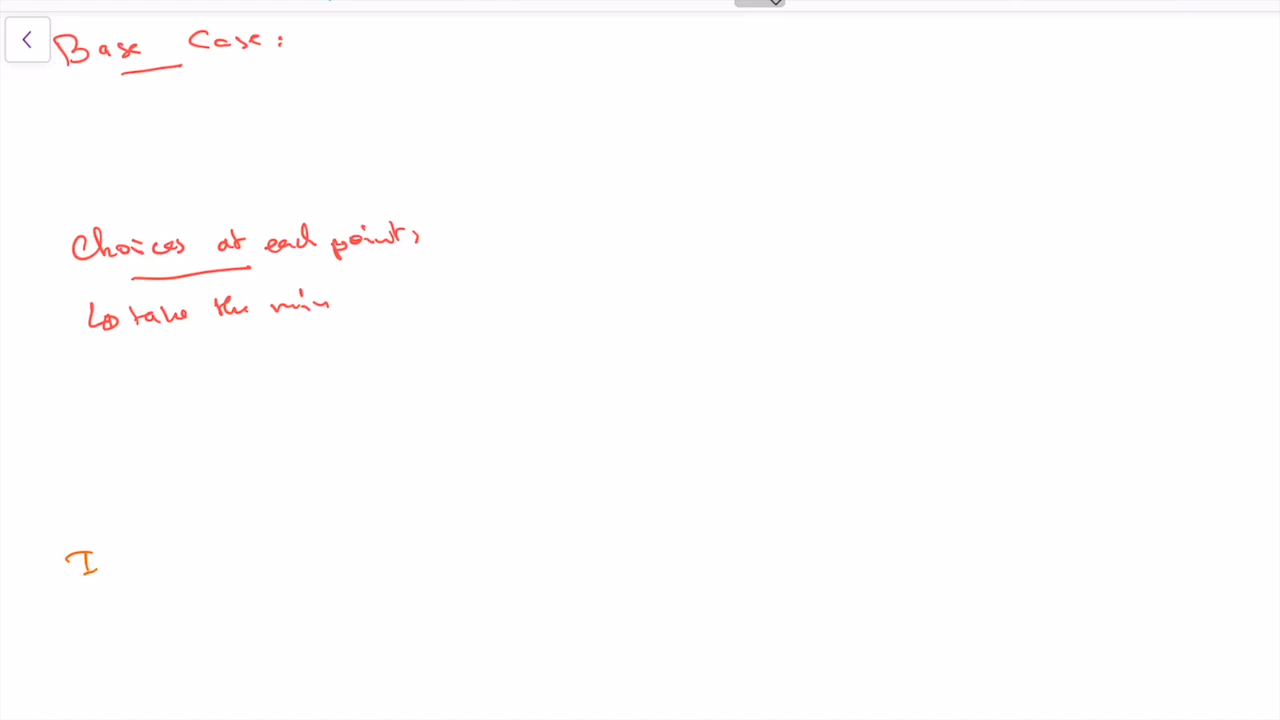 Base Case:
Choices at each point,
↳ take the min
I